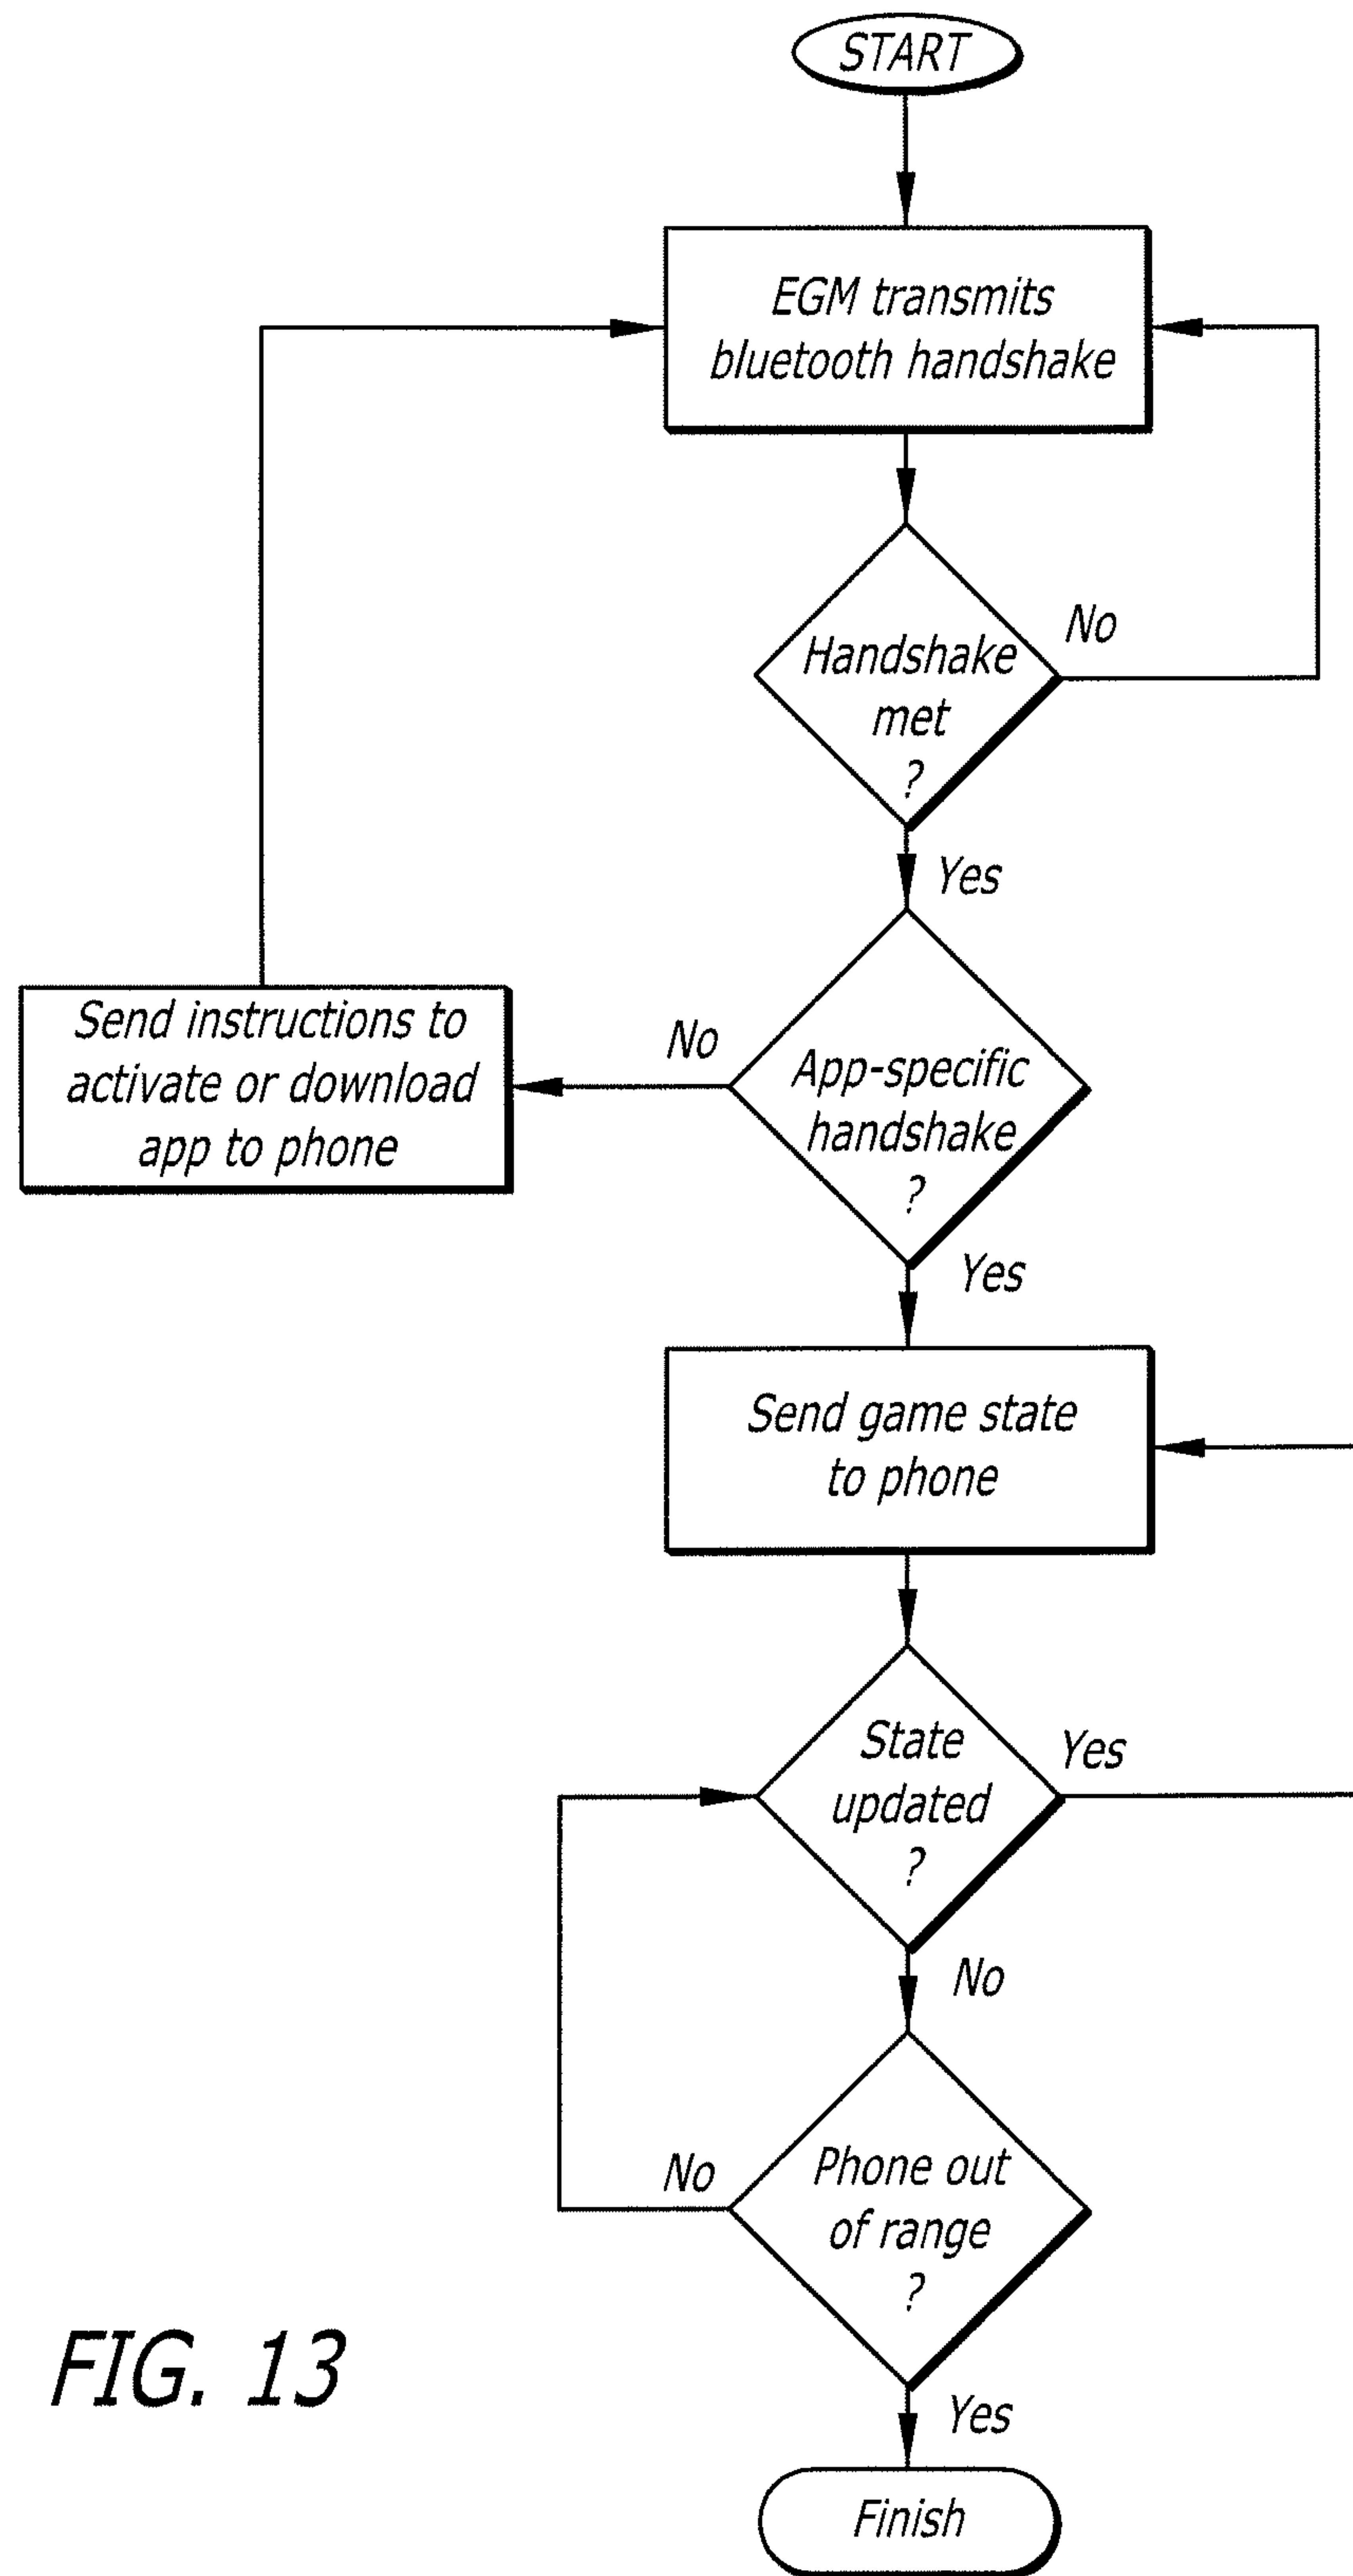 START
EGM transmits
bluetooth handshake
Handshake
met
?
No
Yes
App-specific
handshake
?
No
Send instructions to
activate or download
app to phone
Yes
Send game state
to phone
State
updated
?
Yes
No
Phone out
of range
?
No
Yes
Finish
FIG. 13